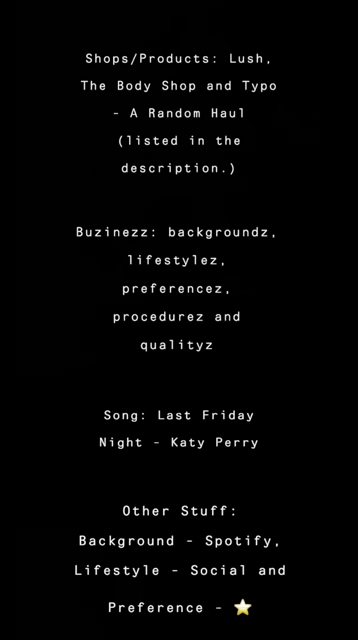 Shops/Products: Lush,
The Body Shop and Typo
- A Random Haul
(listed in the
description.)
Buzinezz: backgroundz,
lifestylez,
preferencez,
procedurez and
qualityz
Song: Last Friday
Night - Katy Perry
Other Stuff:
Background - Spotify,
Lifestyle - Social and
Preference - ⭐